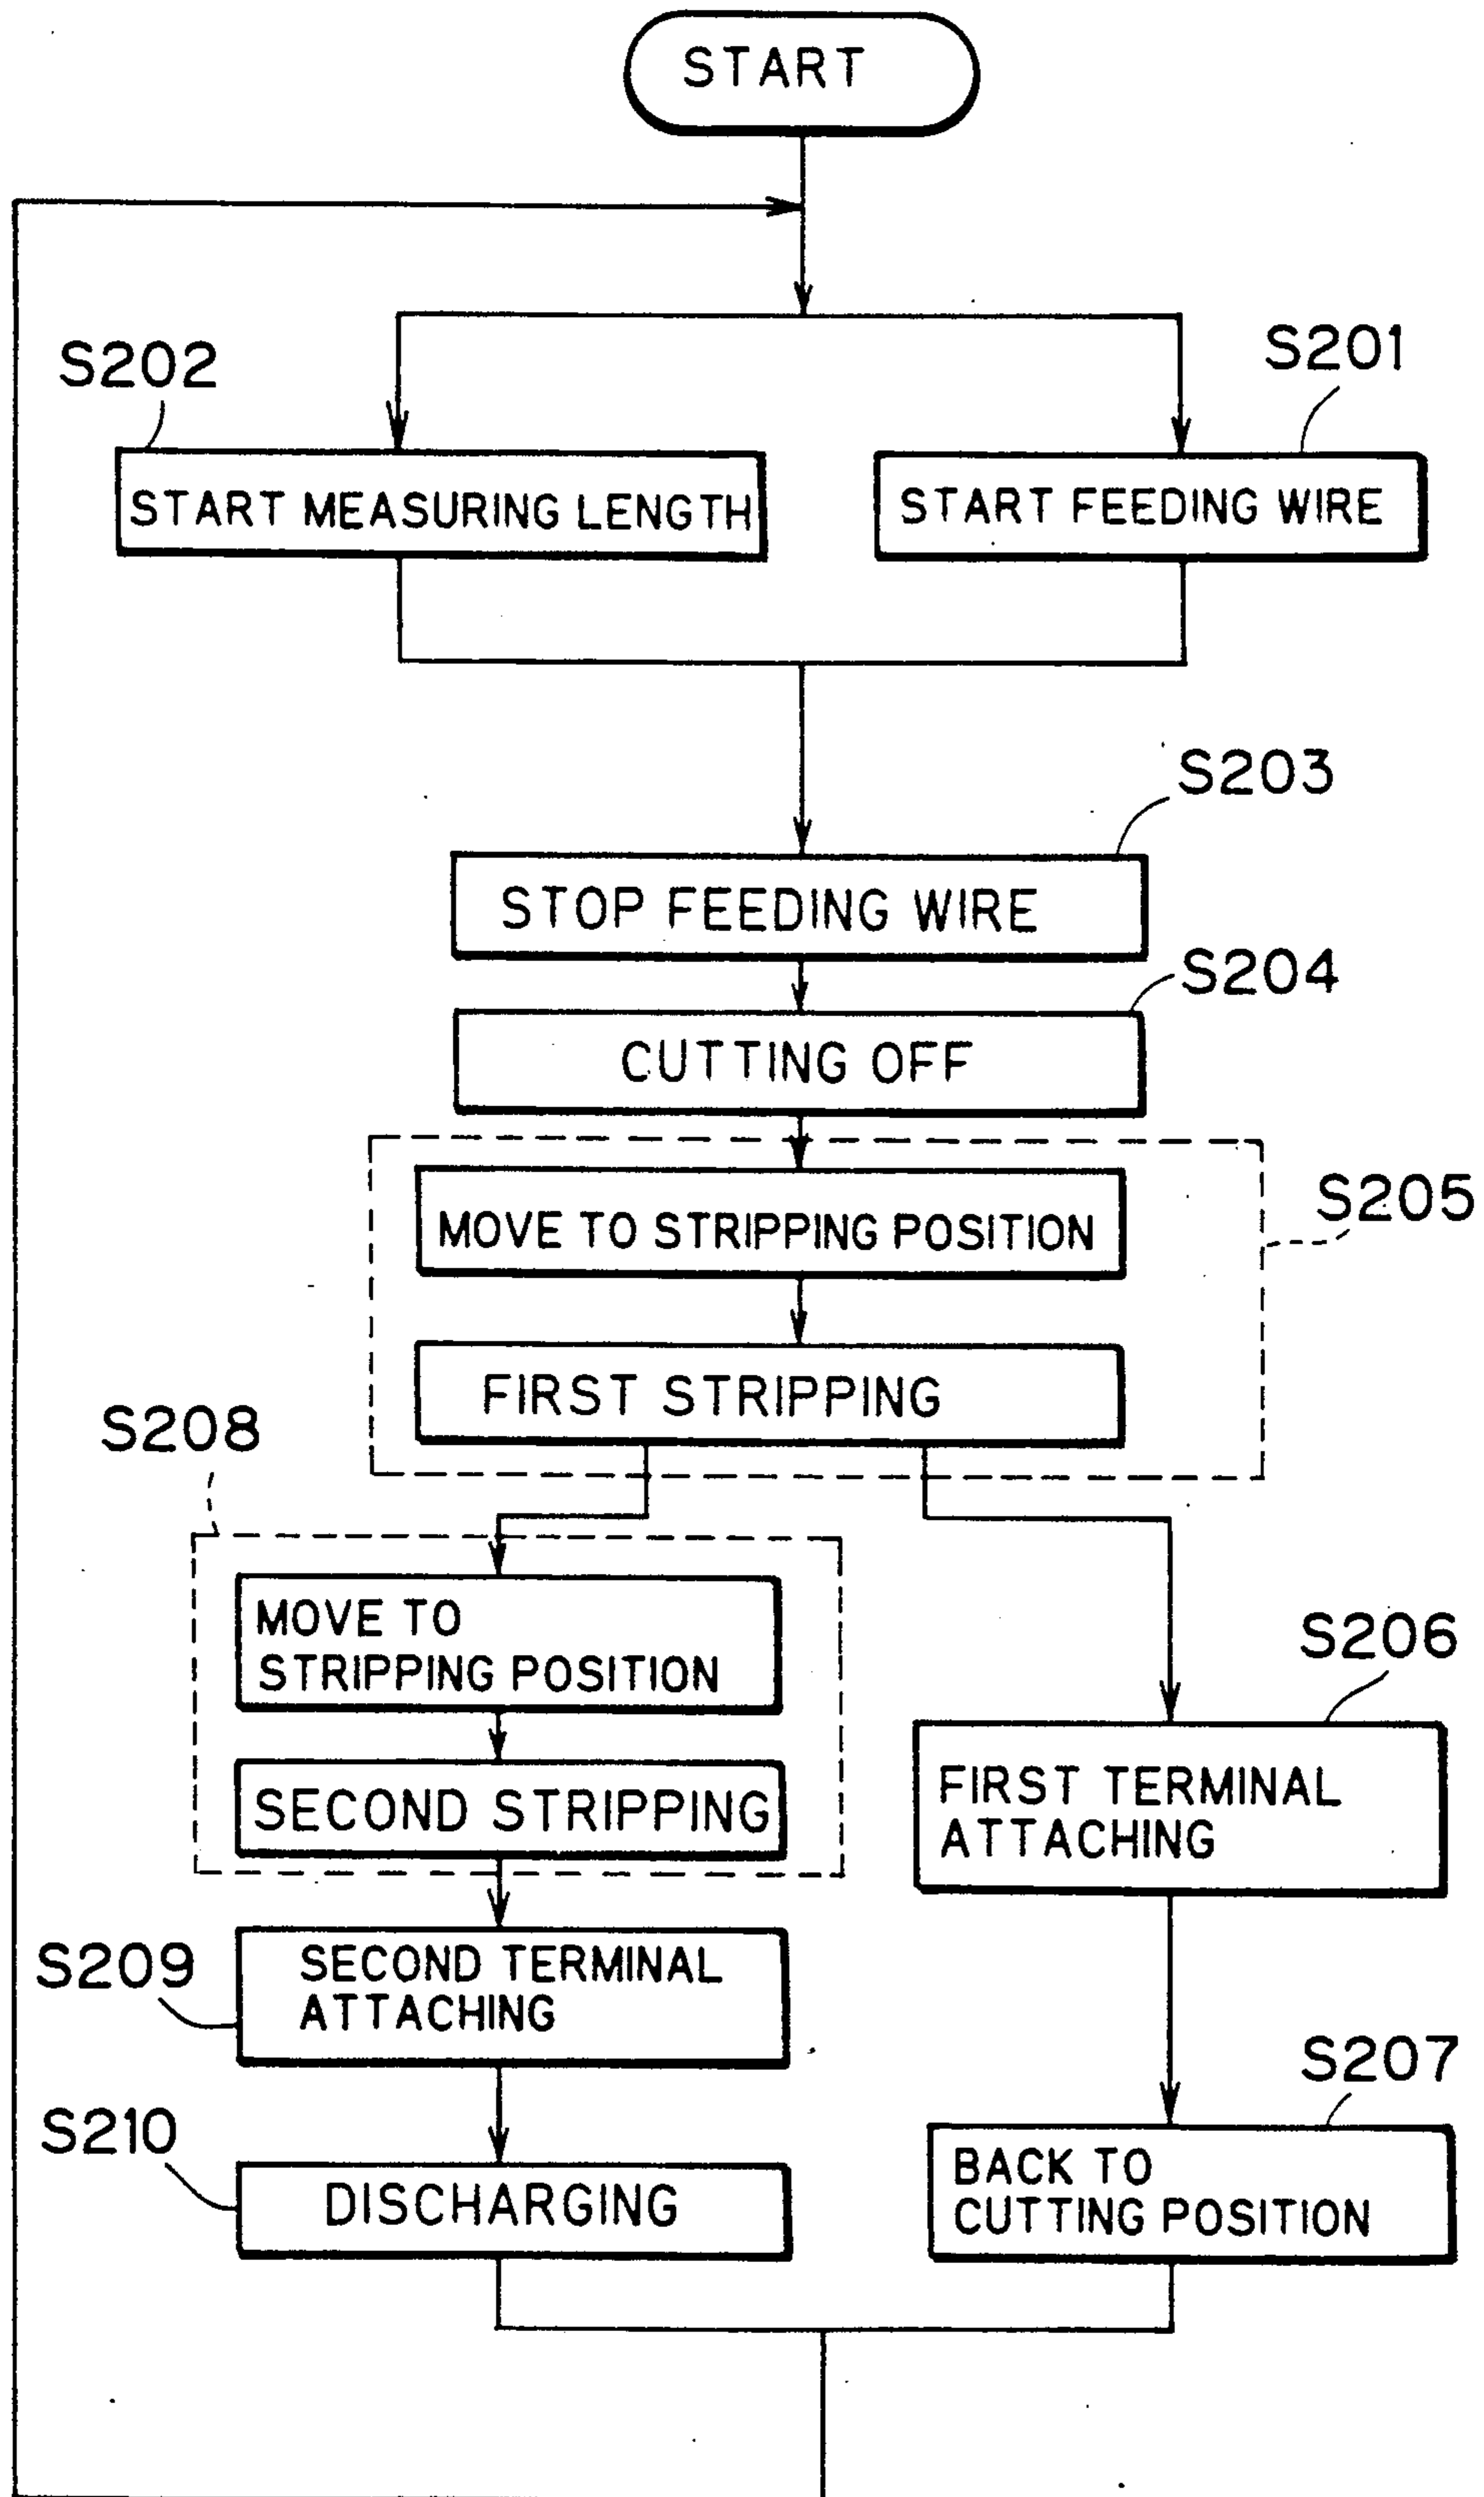 START
S202
S201
START MEASURING LENGTH
START FEEDING WIRE
S203
STOP FEEDING WIRE
S204
CUTTING OFF
S205
MOVE TO STRIPPING POSITION
FIRST STRIPPING
S208
MOVE TO
STRIPPING POSITION
S206
SECOND STRIPPING
FIRST TERMINAL
ATTACHING
S209
SECOND TERMINAL
ATTACHING
S207
S210
DISCHARGING
BACK TO
CUTTING POSITION